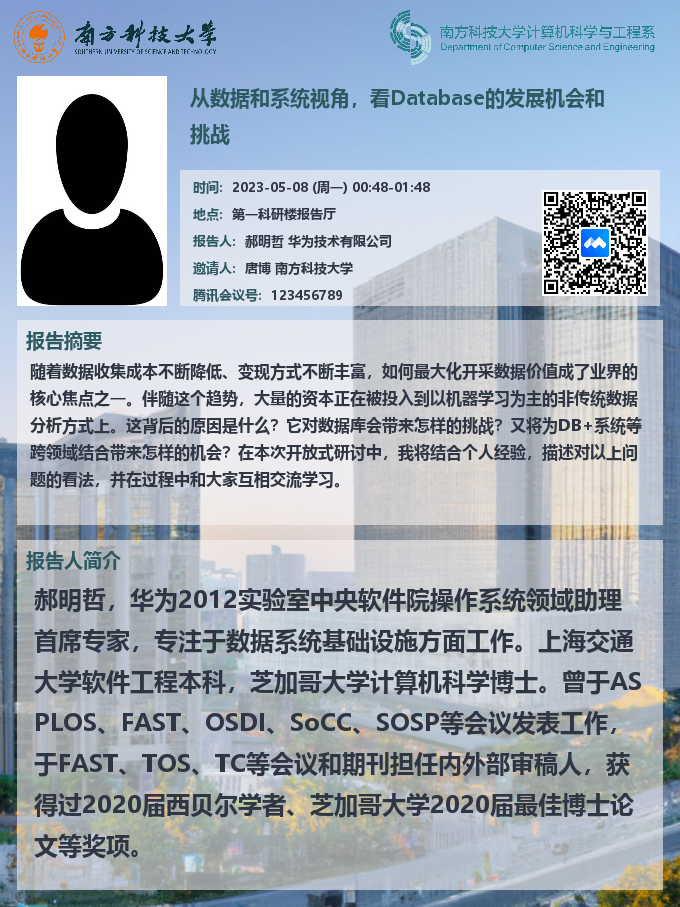 南方科技大学
SOUTHERN UNIVERSITY OF SCIENCE AND TECHNOLOGY
南方科技大学计算机科学与工程系
Department of Computer Science and Engineering
从数据和系统视角，看Database的发展机会和
挑战
时间：2023-05-08 (周一) 00:48-01:48
地点：第一科研楼报告厅
报告人：郝明哲 华为技术有限公司
邀请人：唐博 南方科技大学
腾讯会议号：123456789
报告摘要
随着数据收集成本不断降低、变现方式不断丰富，如何最大化开采数据价值成了业界的
核心焦点之一。伴随这个趋势，大量的资本正在被投入到以机器学习为主的非传统数据
分析方式上。这背后的原因是什么？它对数据库会带来怎样的挑战？又将为DB+系统等
跨领域结合带来怎样的机会？在本次开放式研讨中，我将结合个人经验，描述对以上问
题的看法，并在过程中和大家互相交流学习。
报告人简介
郝明哲，华为2012实验室中央软件院操作系统领域助理
首席专家，专注于数据系统基础设施方面工作。上海交通
大学软件工程本科，芝加哥大学计算机科学博士。曾于AS
PLOS、FAST、OSDI、SoCC、SOSP等会议发表工作，
于FAST、TOS、TC等会议和期刊担任内外部审稿人，获
得过2020届西贝尔学者、芝加哥大学2020届最佳博士论
文等奖项。